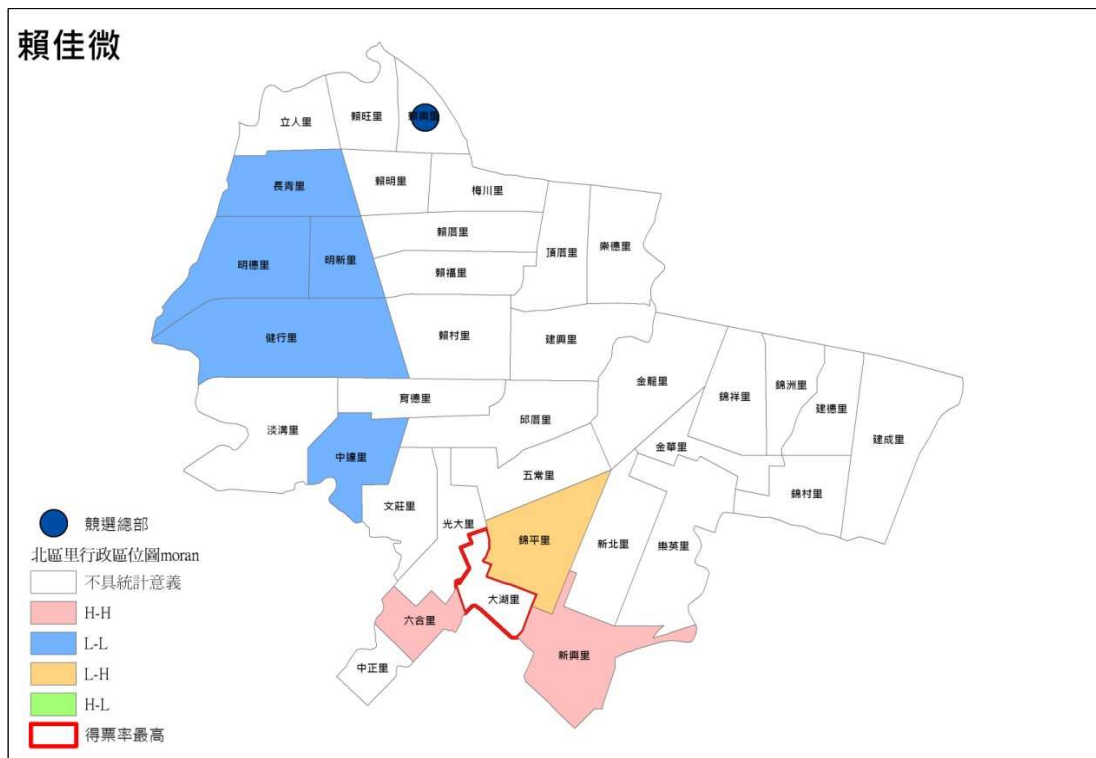 賴佳微
賴興里
賴旺里
立人里
長青里
賴明里
梅川里
賴厝里
頂厝里
崇德里
明德里
明新里
賴福里
健行里
賴村里
建興里
金龍里
錦祥里
錦洲里
建德里
建成里
育德里
邱厝里
淡溝里
中達里
金華里
五常里
錦村里
文莊里
光大里
錦平里
新北里
樂英里
大湖里
六合里
新興里
中正里
競選總部
北區里行政區位圖moran
不具統計意義
H-H
L-L
L-H
H-L
得票率最高